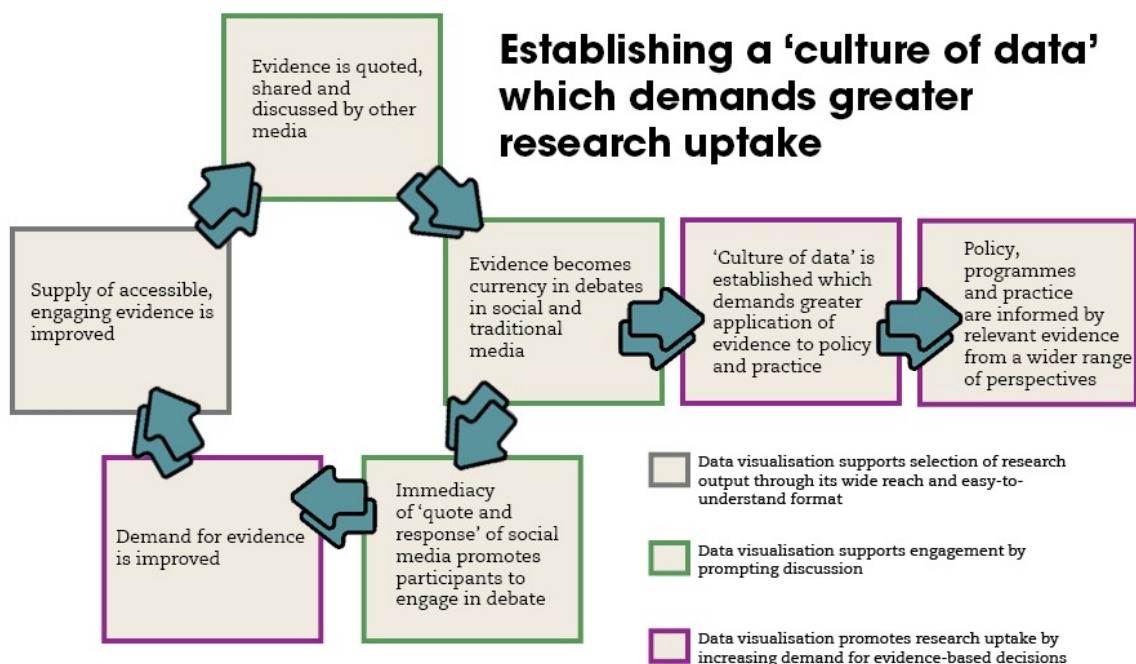 Establishing a ‘culture of data’
which demands greater
research uptake
Evidence is quoted,
shared and
discussed by other
media
Supply of accessible,
engaging evidence is
improved
Evidence becomes
currency in debates
in social and
traditional
media
‘Culture of data’ is
established which
demands greater
application of
evidence to policy
and practice
Policy,
programmes
and practice
are informed by
relevant evidence
from a wider range
of perspectives
Demand for evidence
is improved
Immediacy
of ‘quote and
response’ of social
media promotes
participants to
engage in debate
Data visualisation supports selection of research
output through its wide reach and easy-to-
understand format
Data visualisation supports engagement by
prompting discussion
Data visualisation promotes research uptake by
increasing demand for evidence-based decisions